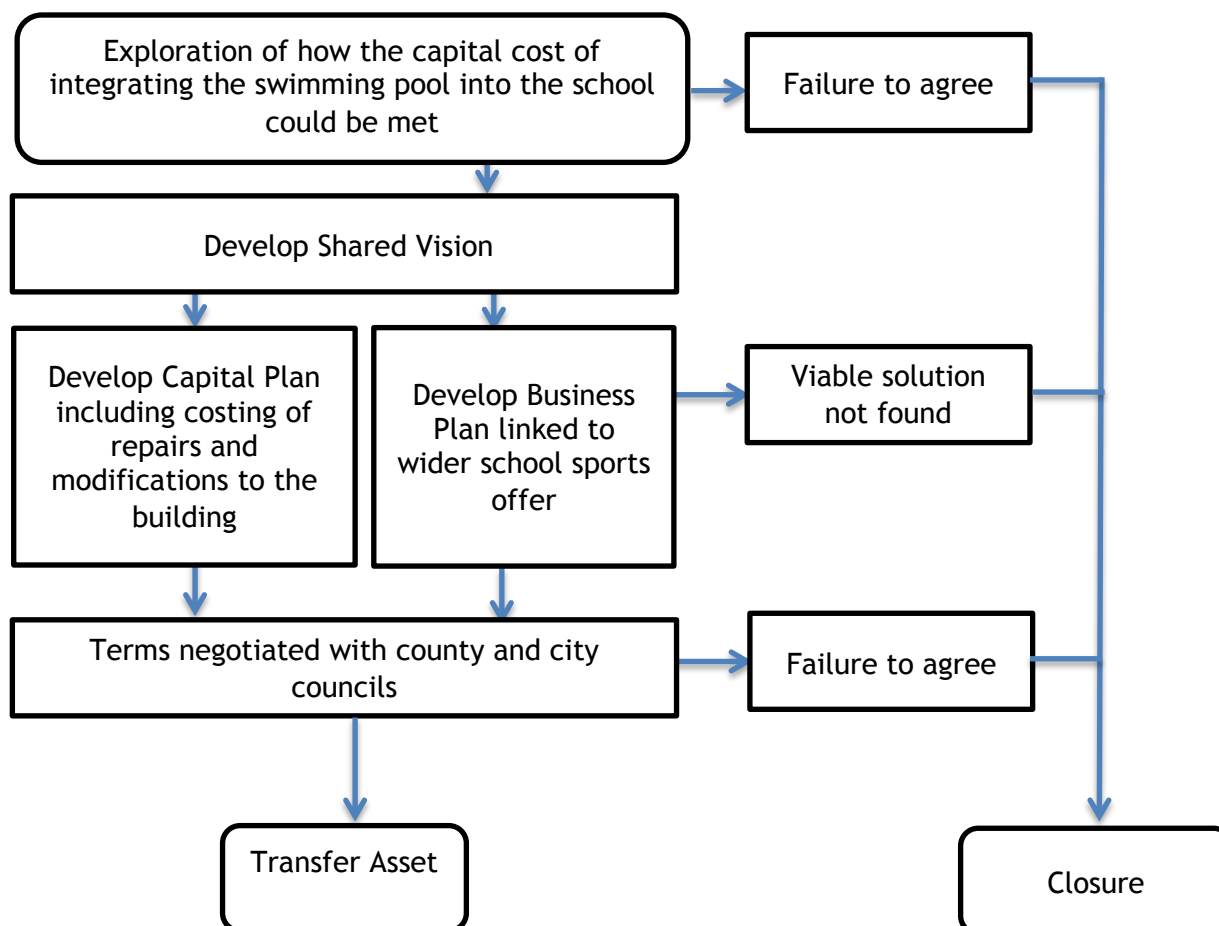 Exploration of how the capital cost of
integrating the swimming pool into the school
could be met
Failure to agree
Develop Shared Vision
Develop Capital Plan
including costing of
repairs and
modifications to the
building
Develop Business
Plan linked to
wider school sports
offer
Viable solution
not found
Terms negotiated with county and city
councils
Failure to agree
Transfer Asset
Closure